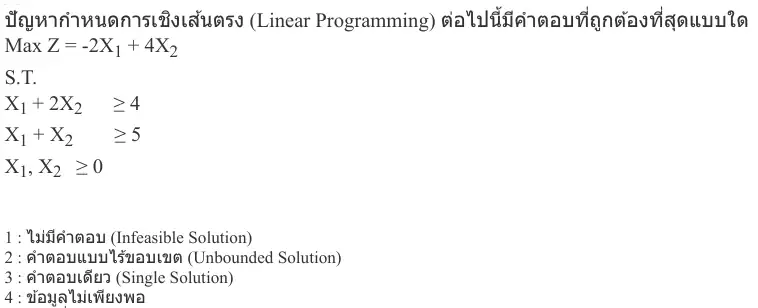 ปัญหากำหนดการเชิงเส้นตรง (Linear Programming) ต่อไปนี้มีคำตอบที่ถูกต้องที่สุดแบบใด
Max Z = -2X₁ + 4X₂
S.T.
X₁ + 2X₂ ≥ 4
X₁ + X₂ ≥ 5
X₁, X₂ ≥ 0
1 : ไม่มีคำตอบ (Infeasible Solution)
2 : คำตอบแบบไร้ขอบเขต (Unbounded Solution)
3 : คำตอบเดียว (Single Solution)
4 : ข้อมูลไม่เพียงพอ